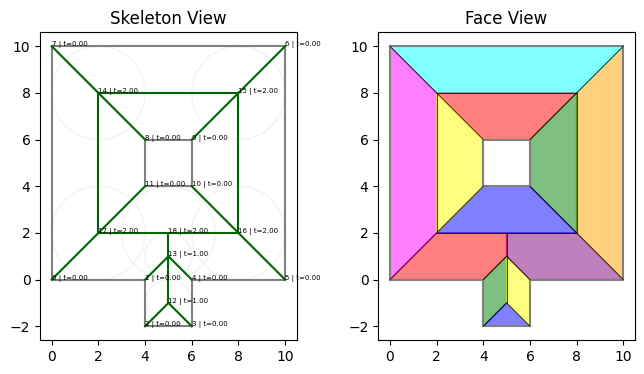 Skeleton View
Face View
7 | t=0.00
6 | t=0.00
14 | t=2.00
15 | t=2.00
8 | t=0.00
9 | t=0.00
11 | t=0.00
10 | t=0.00
17 | t=2.00
18 | t=2.00
16 | t=2.00
13 | t=1.00
0 | t=0.00
1 | t=0.00
4 | t=0.00
5 | t=0.00
12 | t=1.00
2 | t=0.00
3 | t=0.00
10
8
6
4
2
0
−2
0 2 4 6 8 10
10
8
6
4
2
0
−2
0 2 4 6 8 10